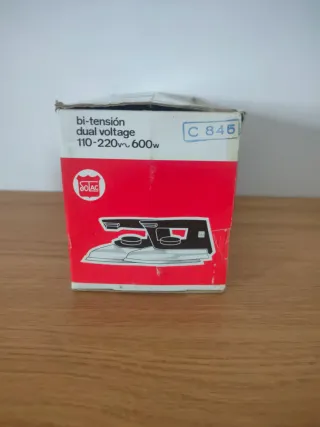 bi-tensión
dual voltage
110-220v~ 600w
C 845
SOLAC